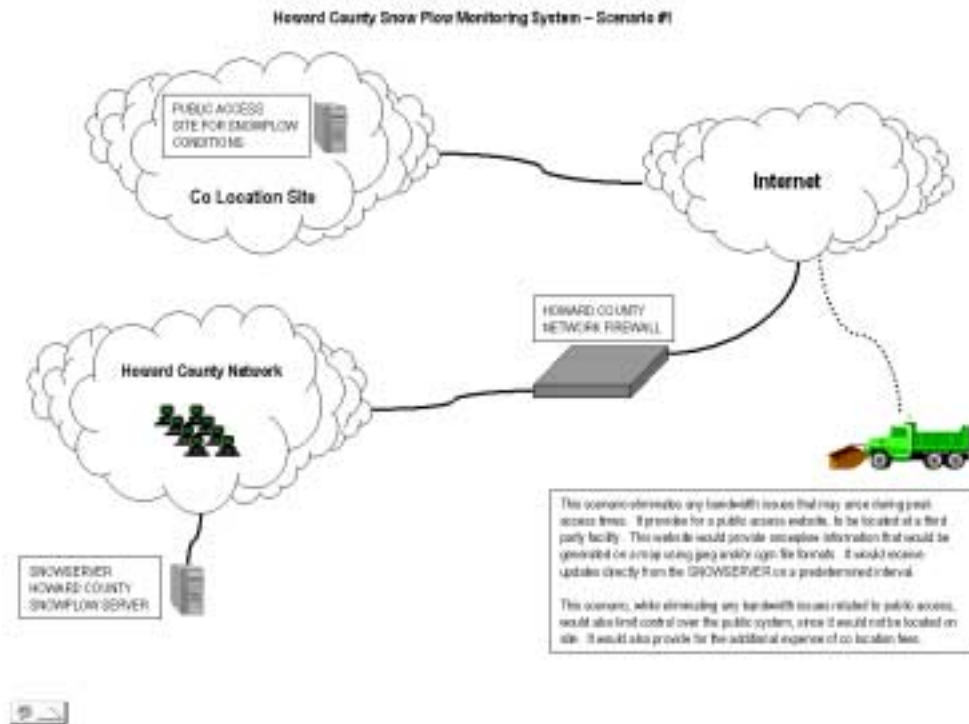 Howard County Snow Plow Monitoring System – Scenario #1
PUBLIC ACCESS
SITE FOR SNOWPLOW
CONDITIONS
Co Location Site
Internet
HOWARD COUNTY
NETWORK FIREWALL
Howard County Network
SNOWSERVER
HOWARD COUNTY
SNOWPLOW SERVER
This scenario eliminates any bandwidth issues that may arise during peak
access times. It provides for a public access website, to be located at a third
party facility. This website would provide snowplow information that would be
generated on a map using jpeg and/or cgm file formats. It would receive
updates directly from the SNOWSERVER on a predetermined interval.
This scenario, while eliminating any bandwidth issues related to public access,
would also limit control over the public system, since it would not be located on
site. It would also provide for the additional expense of co location fees.